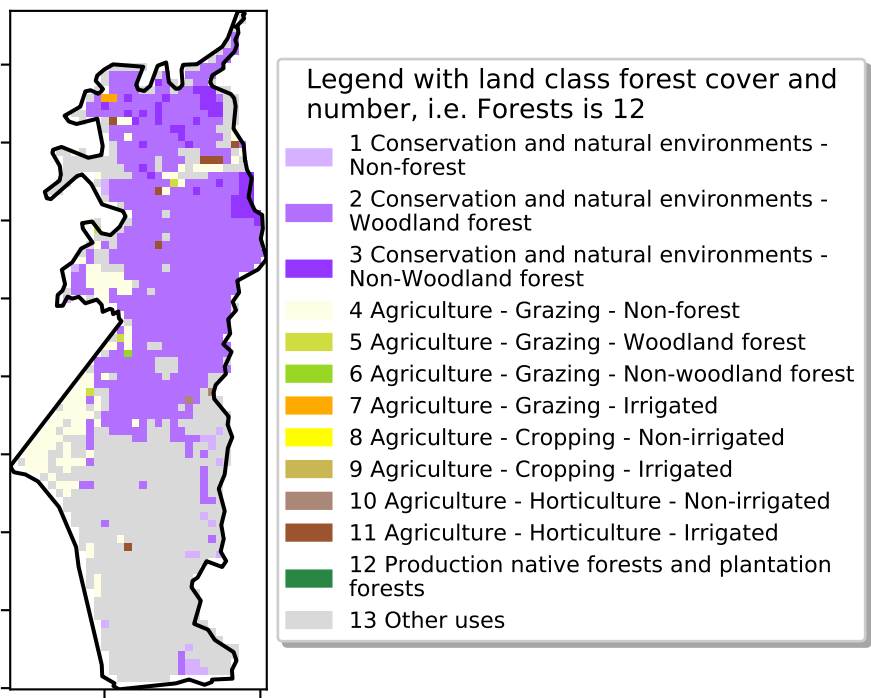 Legend with land class forest cover and
number, i.e. Forests is 12
1 Conservation and natural environments -
Non-forest
2 Conservation and natural environments -
Woodland forest
3 Conservation and natural environments -
Non-Woodland forest
4 Agriculture - Grazing - Non-forest
5 Agriculture - Grazing - Woodland forest
6 Agriculture - Grazing - Non-woodland forest
7 Agriculture - Grazing - Irrigated
8 Agriculture - Cropping - Non-irrigated
9 Agriculture - Cropping - Irrigated
10 Agriculture - Horticulture - Non-irrigated
11 Agriculture - Horticulture - Irrigated
12 Production native forests and plantation
forests
13 Other uses